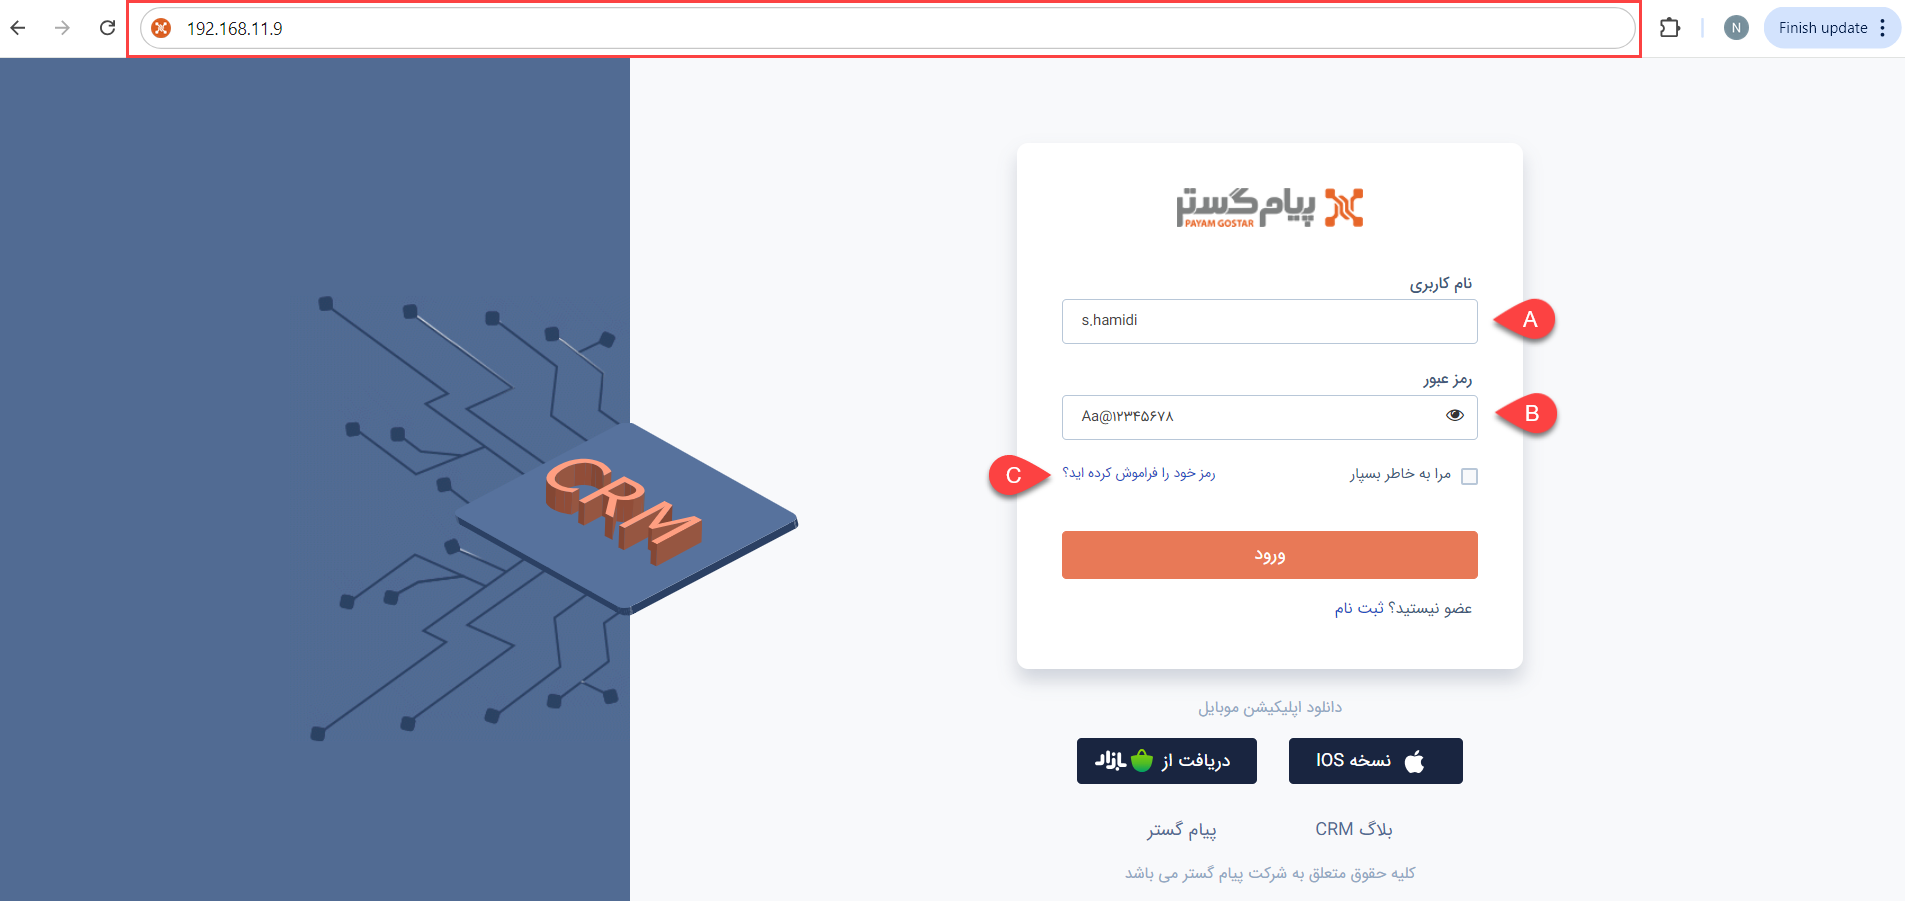 192.168.11.9
N
Finish update
پیام گستر
PAYAM GOSTAR
نام کاربری
s.hamidi
A
رمز عبور
Aa@۱۲۳۴۵۶۷۸
B
مرا به خاطر بسپار
رمز خود را فراموش کرده اید؟
C
ورود
عضو نیستید؟ ثبت نام
CRM
دانلود اپلیکیشن موبایل
نسخه IOS
دریافت از بازار
بلاگ CRM
پیام گستر
کلیه حقوق متعلق به شرکت پیام گستر می باشد